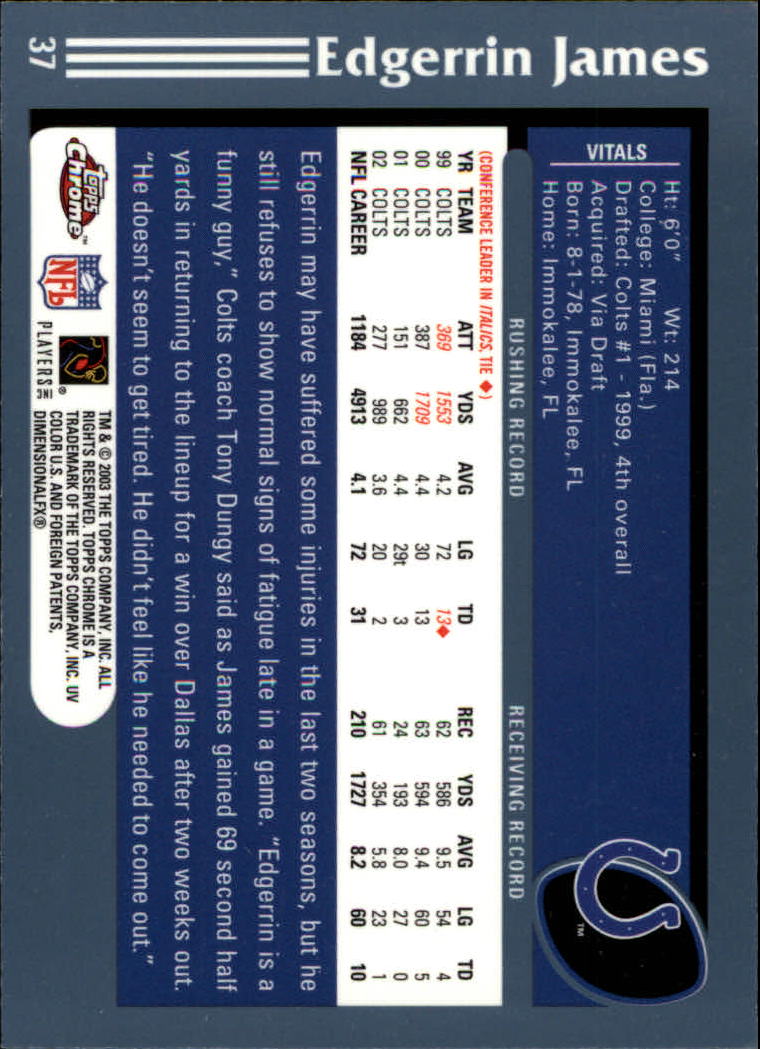 37
Edgerrin James
VITALS
Ht: 6'0" Wt: 214
College: Miami (Fla.)
Drafted: Colts #1 - 1999, 4th overall
Acquired: Via Draft
Born: 8-1-78, Immokalee, FL
Home: Immokalee, FL
RUSHING RECORD RECEIVING RECORD
(CONFERENCE LEADER IN ITALICS, TIE ♦)
YR TEAM ATT YDS AVG LG TD REC YDS AVG LG TD
99 COLTS 369 1553 4.2 72 13♦ 62 586 9.5 54 4
00 COLTS 387 1709 4.4 30 13 63 594 9.4 60 5
01 COLTS 151 662 4.4 29t 3 24 193 8.0 27 0
02 COLTS 277 989 3.6 20 2 61 354 5.8 23 1
NFL CAREER 1184 4913 4.1 72 31 210 1727 8.2 60 10
Edgerrin may have suffered some injuries in the last two seasons, but he
still refuses to show normal signs of fatigue late in a game. "Edgerrin is a
funny guy," Colts coach Tony Dungy said as James gained 69 second half
yards in returning to the lineup for a win over Dallas after two weeks out.
"He doesn't seem to get tired. He didn't feel like he needed to come out."
Topps
Chrome™
NFL
PLAYERS
®
TM & © 2003 THE TOPPS COMPANY, INC. ALL
RIGHTS RESERVED. TOPPS CHROME IS A
TRADEMARK OF THE TOPPS COMPANY, INC. UV
COLOR U.S. AND FOREIGN PATENTS.
DIMENSIONALFX®
TM